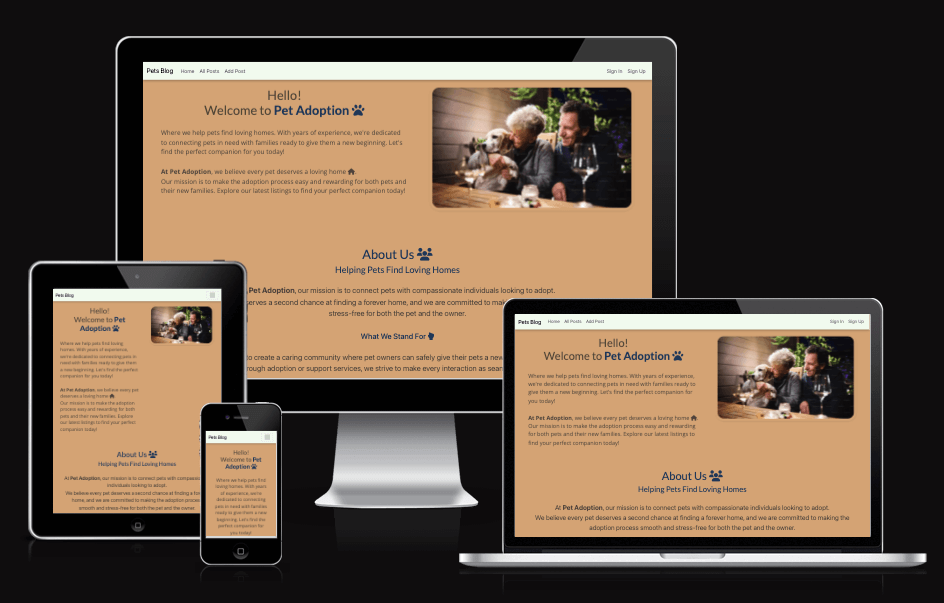 Pets Blog Home All Posts Add Post Sign In Sign Up
Hello!
Welcome to Pet Adoption
Where we help pets find loving homes. With years of experience, we're dedicated
to connecting pets in need with families ready to give them a new beginning. Let's
find the perfect companion for you today!
At Pet Adoption, we believe every pet deserves a loving home
Our mission is to make the adoption process easy and rewarding for both pets and
their new families. Explore our latest listings to find your perfect companion today!
About Us
Helping Pets Find Loving Homes
Pet Adoption, our mission is to connect pets with compassionate individuals looking to adopt.
serves a second chance at finding a forever home, and we are committed to mak
stress-free for both the pet and the owner.
What We Stand For
to create a caring community where pet owners can safely give their pets a new
rough adoption or support services, we strive to make every interaction as seam
Pets Blog
Hello!
Welcome to Pet
Adoption
Where we help pets find loving
homes. With years of experience,
we're dedicated to connecting pets
in need with families ready to give
them a new beginning. Let's find the
perfect companion for you today!
At Pet Adoption, we believe every pet
deserves a loving home
Our mission is to make the adoption
process easy and rewarding for both
pets and their new families. Explore
our latest listings to find your perfect
companion today!
About Us
Helping Pets Find Loving Homes
At Pet Adoption, our mission is to connect pets with compass
individuals looking to adopt.
We believe every pet deserves a second chance at finding a fo
home, and we are committed to making the adoption proces
smooth and stress-free for both the pet and the owner.
Pets Blog
Hello!
Welcome to Pet
Adoption
Where we help pets find
loving homes. With years
of experience, we're
dedicated to connecting
pets in need with families
ready to give them a new
beginning. Let's find the
perfect companion for
you today!
Pets Blog Home All Posts Add Post Sign In Sign Up
Hello!
Welcome to Pet Adoption
Where we help pets find loving homes. With years of experience,
we're dedicated to connecting pets in need with families ready to
give them a new beginning. Let's find the perfect companion for
you today!
At Pet Adoption, we believe every pet deserves a loving home
Our mission is to make the adoption process easy and rewarding
for both pets and their new families. Explore our latest listings to
find your perfect companion today!
About Us
Helping Pets Find Loving Homes
At Pet Adoption, our mission is to connect pets with compassionate individuals looking to adopt.
We believe every pet deserves a second chance at finding a forever home, and we are committed to making the
adoption process smooth and stress-free for both the pet and the owner.